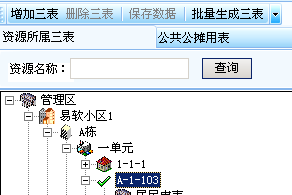 增加三表 删除三表 保存数据 批量生成三表
资源所属三表 公共公摊用表
资源名称： 查询
管理区
易软小区1
A栋
一单元
1-1-1
A-1-103